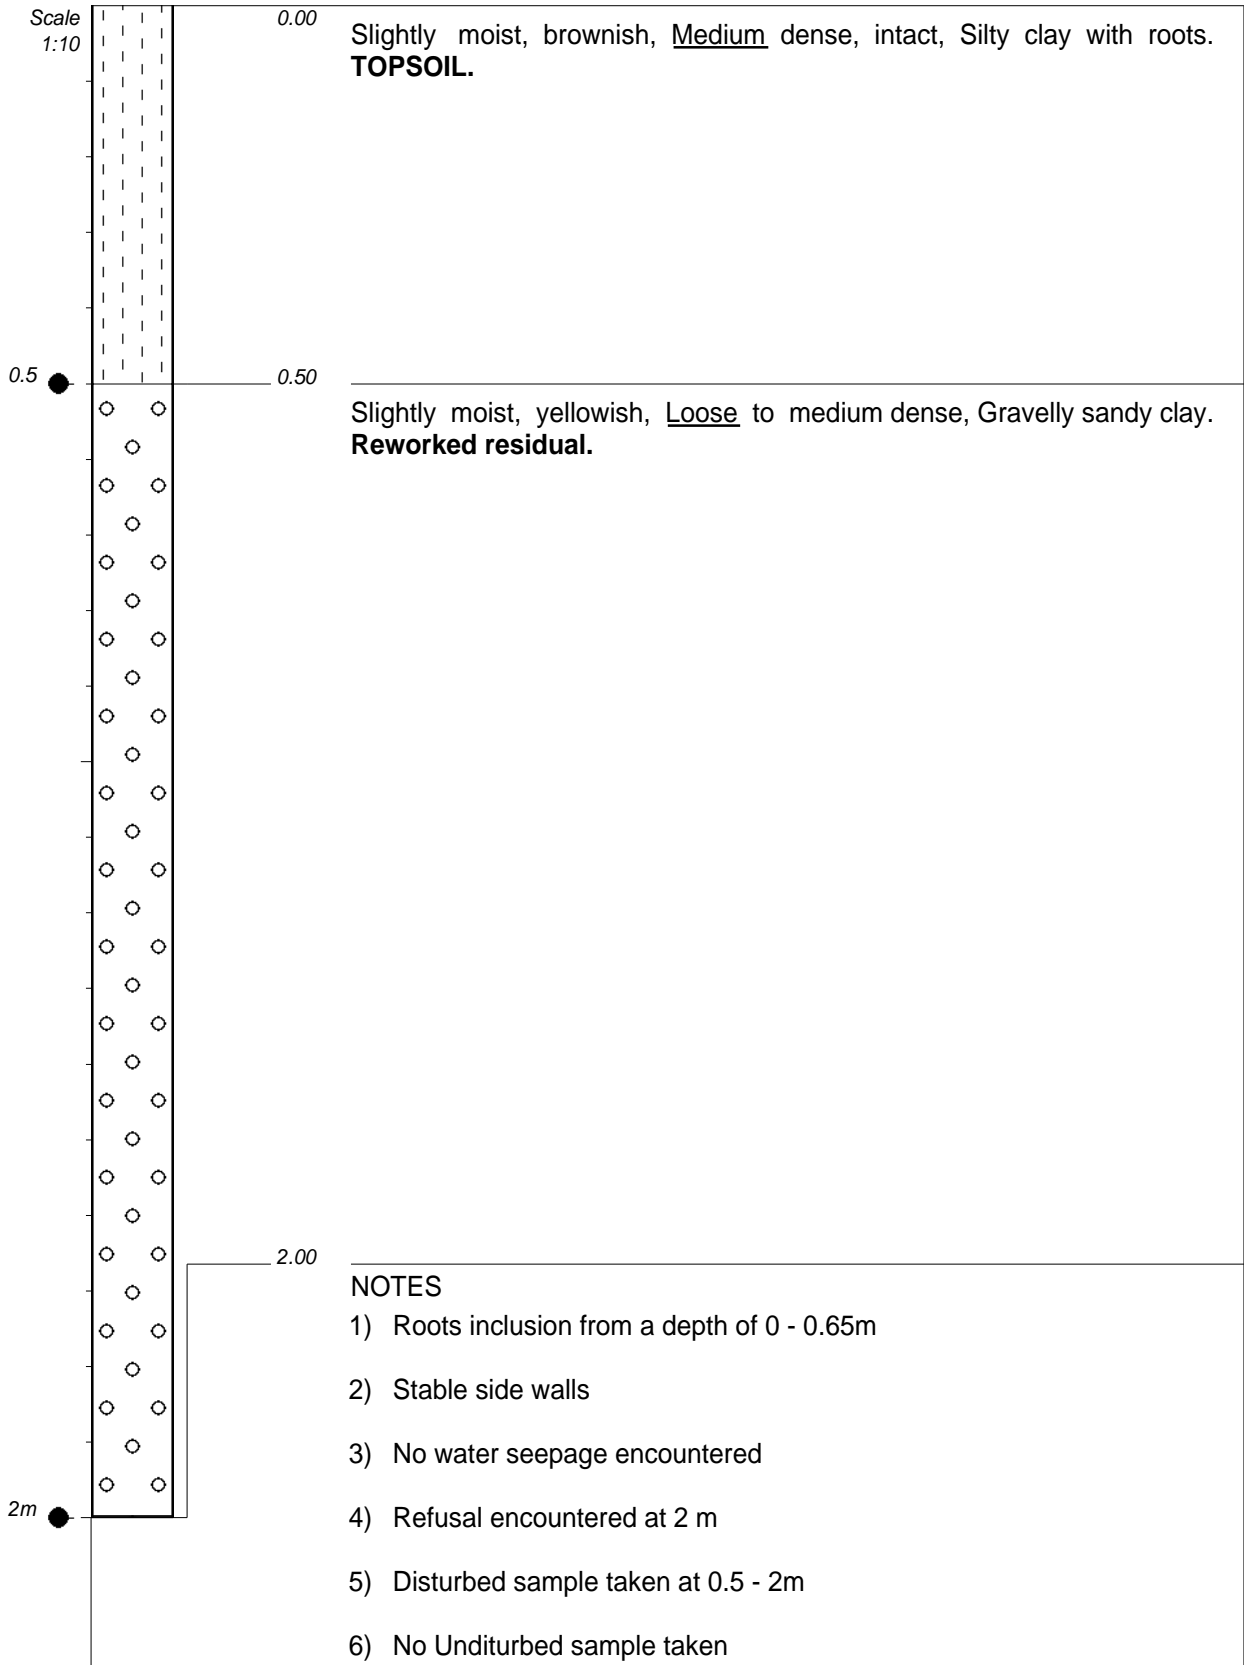 Scale
1:10
0.00
Slightly moist, brownish, Medium dense, intact, Silty clay with roots.
TOPSOIL.
0.5
0.50
Slightly moist, yellowish, Loose to medium dense, Gravelly sandy clay.
Reworked residual.
2.00
NOTES
1) Roots inclusion from a depth of 0 - 0.65m
2) Stable side walls
3) No water seepage encountered
2m
4) Refusal encountered at 2 m
5) Disturbed sample taken at 0.5 - 2m
6) No Unditurbed sample taken